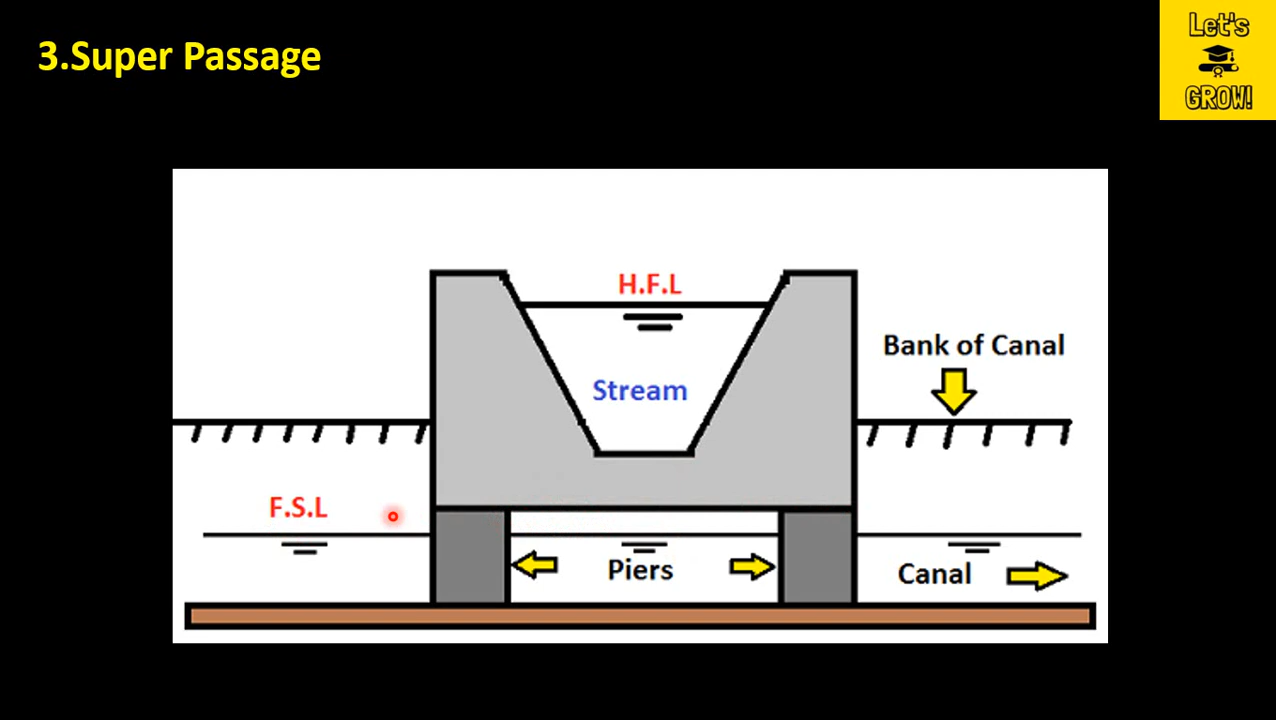 3.Super Passage
Let's
GROW!
H.F.L
Bank of Canal
Stream
F.S.L
Piers
Canal